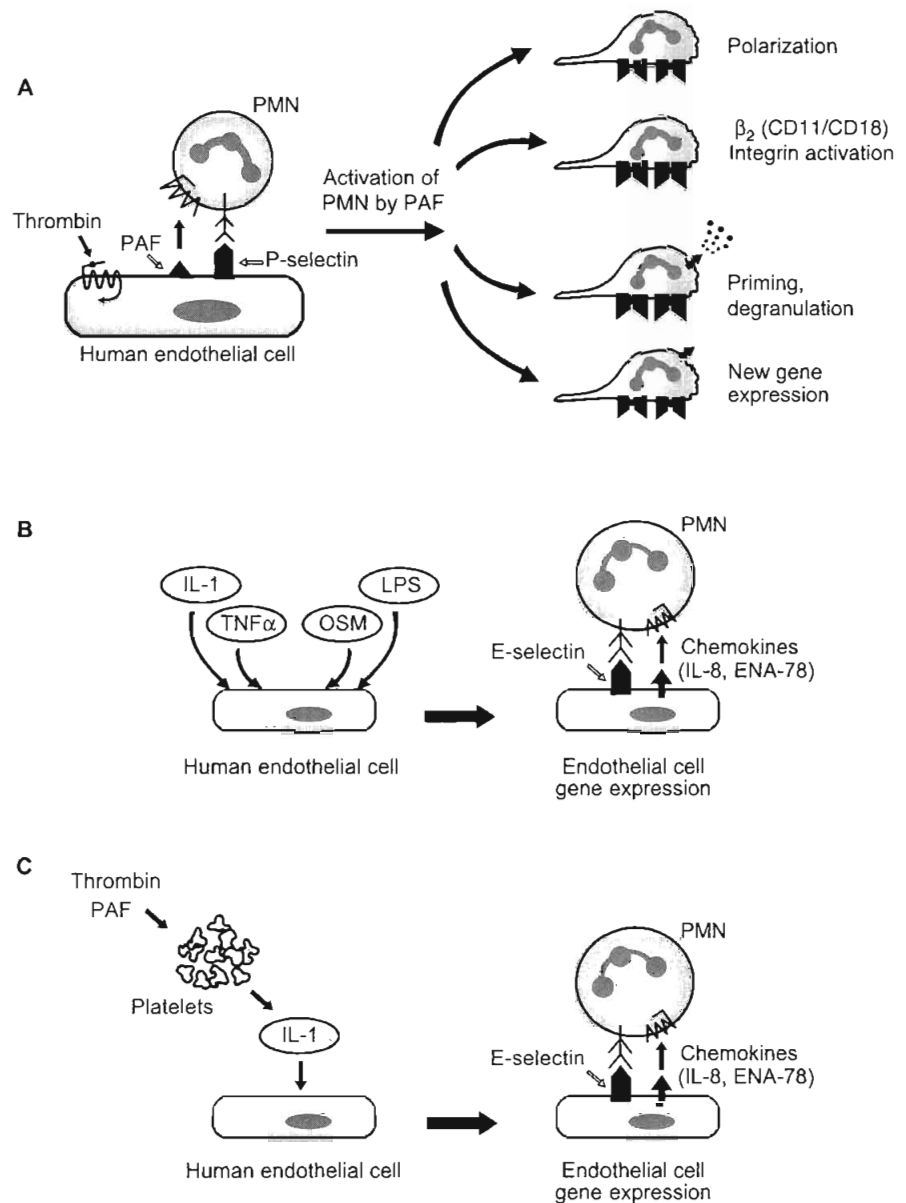 A
PMN
Thrombin
PAF
P-selectin
Human endothelial cell
Activation of
PMN by PAF
Polarization
β₂ (CD11/CD18)
Integrin activation
Priming,
degranulation
New gene
expression
B
IL-1
TNFα
OSM
LPS
Human endothelial cell
PMN
E-selectin
Chemokines
(IL-8, ENA-78)
Endothelial cell
gene expression
C
Thrombin
PAF
Platelets
IL-1
Human endothelial cell
PMN
E-selectin
Chemokines
(IL-8, ENA-78)
Endothelial cell
gene expression